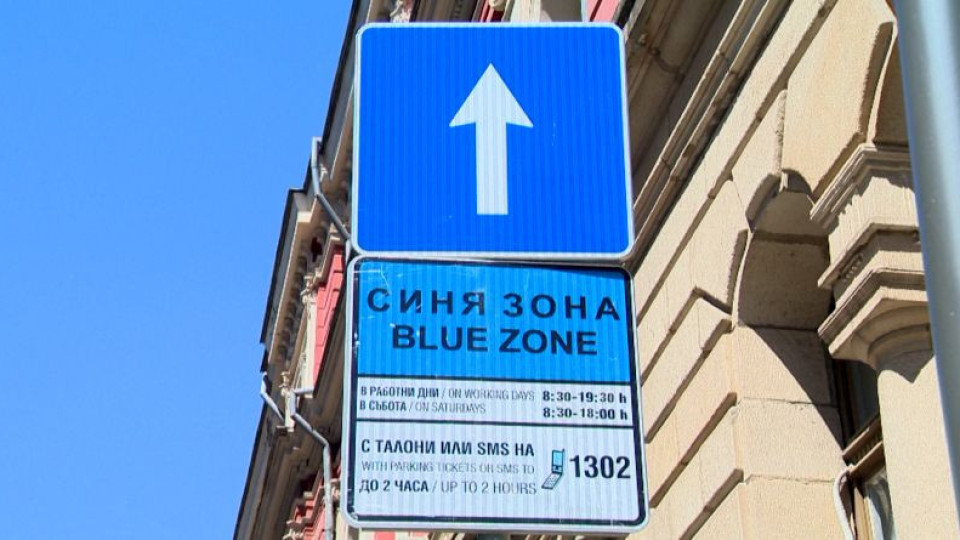 СИНЯ ЗОНА
BLUE ZONE
В РАБОТНИ ДНИ / ON WORKING DAYS 8:30-19:30 h
В СЪБОТА / ON SATURDAYS 8:30-18:00 h
С ТАЛОНИ ИЛИ SMS НА
WITH PARKING TICKETS ON SMS TO 1302
ДО 2 ЧАСА / UP TO 2 HOURS